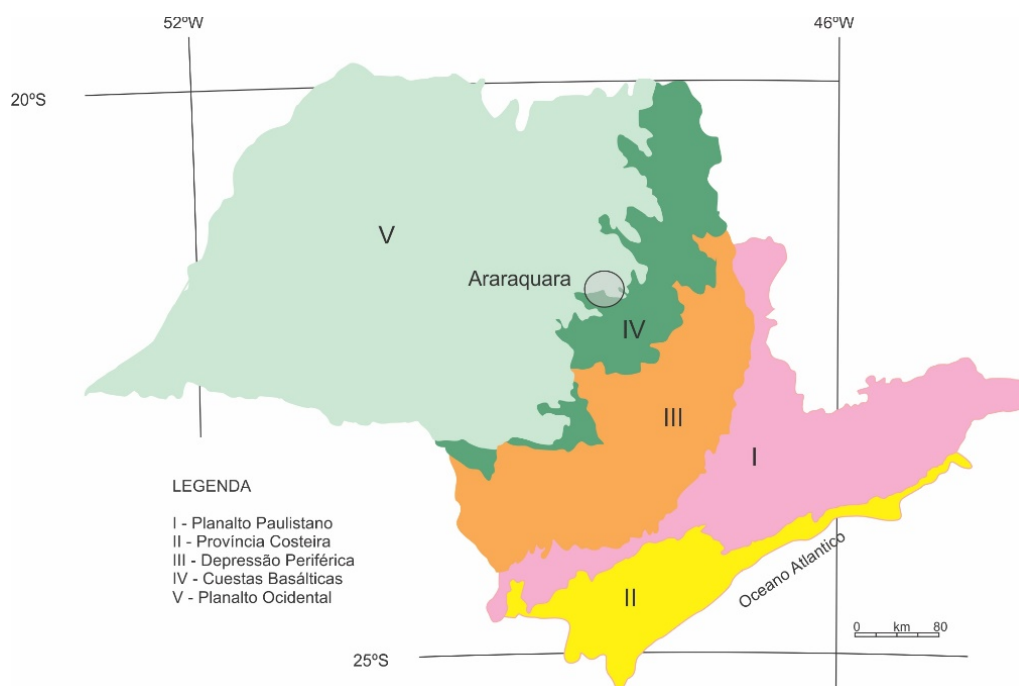 52ºW
46ºW
20ºS
V
Araraquara
IV
III
I
LEGENDA
I - Planalto Paulistano
II - Província Costeira
III - Depressão Periférica
IV - Cuestas Basálticas
V - Planalto Ocidental
II
Oceano Atlantico
0 km 80
25ºS